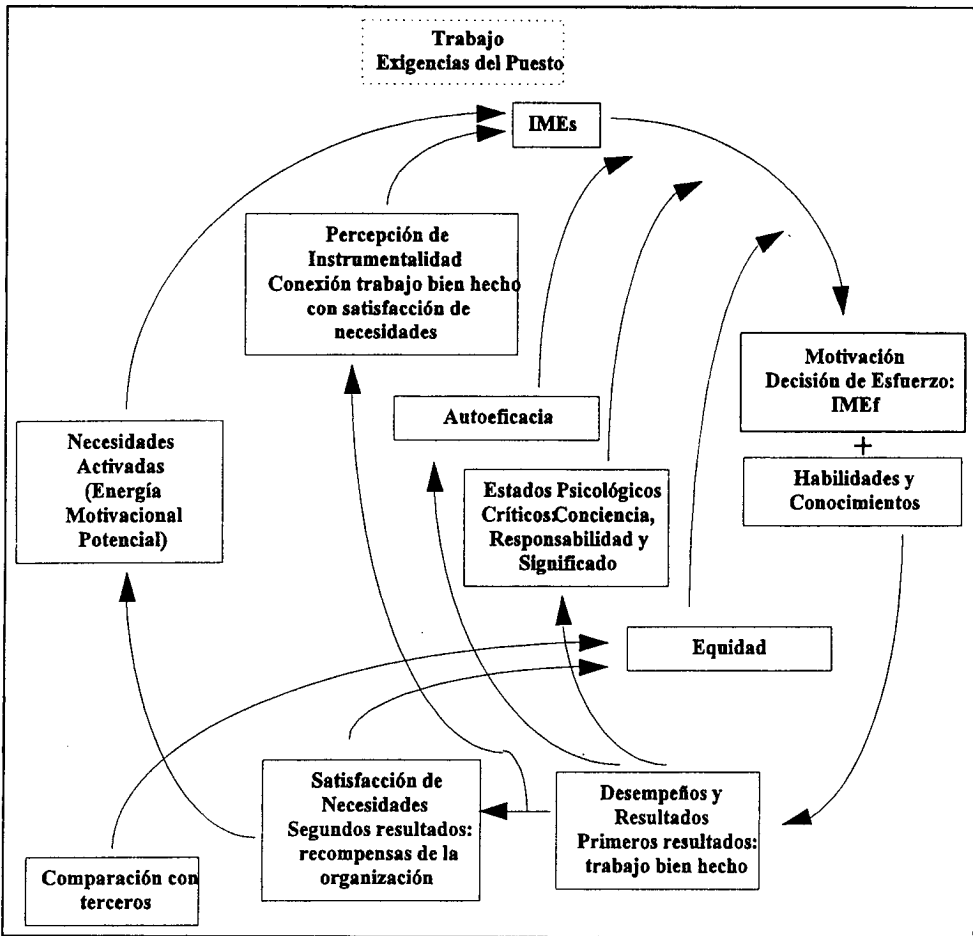 Trabajo
Exigencias del Puesto
IMEs
Percepción de
Instrumentalidad
Conexión trabajo bien hecho
con satisfacción de
necesidades
Motivación
Decisión de Esfuerzo:
IMEf
+
Habilidades y
Conocimientos
Autoeficacia
Necesidades
Activadas
(Energía
Motivacional
Potencial)
Estados Psicológicos
Críticos:Conciencia,
Responsabilidad y
Significado
Equidad
Satisfacción de
Necesidades
Segundos resultados:
recompensas de la
organización
Desempeños y
Resultados
Primeros resultados:
trabajo bien hecho
Comparación con
terceros